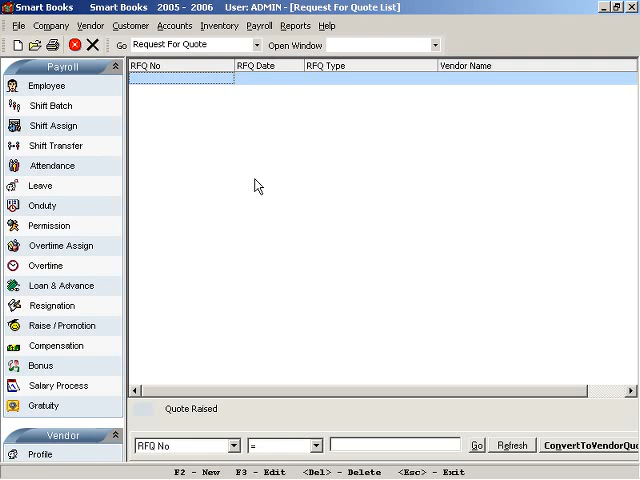 Smart Books    Smart Books   2005 - 2006   User: ADMIN - [Request For Quote List]
File Company Vendor Customer Accounts Inventory Payroll Reports Help
Go Request For Quote Open Window
Payroll
Employee
Shift Batch
Shift Assign
Shift Transfer
Attendance
Leave
Onduty
Permission
Overtime Assign
Overtime
Loan & Advance
Resignation
Raise / Promotion
Compensation
Bonus
Salary Process
Gratuity
Vendor
Profile
RFQ No RFQ Date RFQ Type Vendor Name
Quote Raised
RFQ No = Go Refresh ConvertToVendorQuo
F2 - New F3 - Edit <Del> - Delete <Esc> - Exit